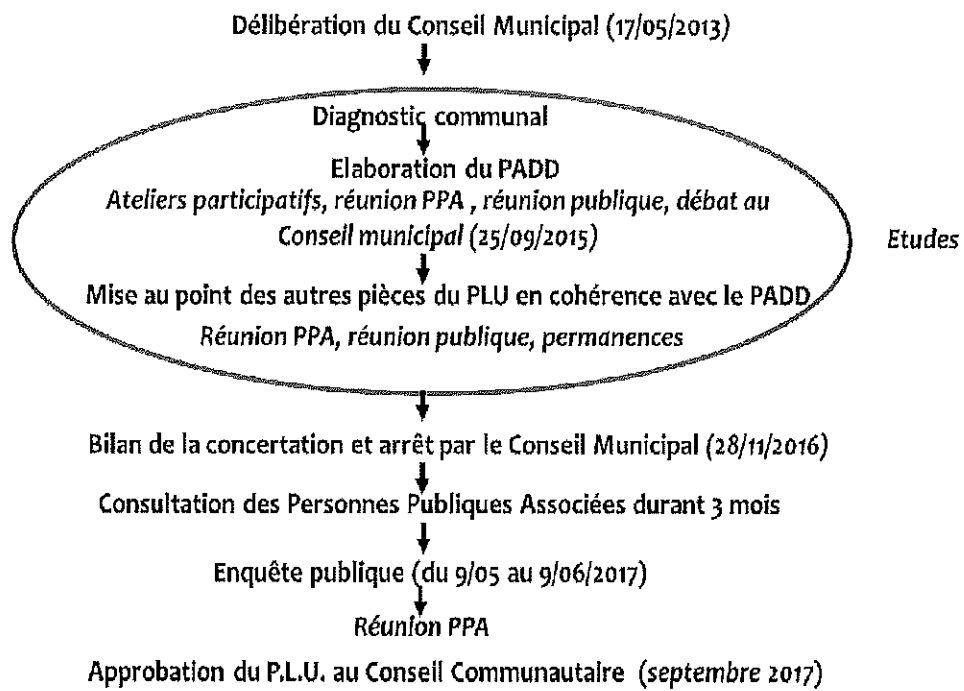 Délibération du Conseil Municipal (17/05/2013)
Diagnostic communal
Elaboration du PADD
Ateliers participatifs, réunion PPA , réunion publique, débat au
Conseil municipal (25/09/2015)
Etudes
Mise au point des autres pièces du PLU en cohérence avec le PADD
Réunion PPA, réunion publique, permanences
Bilan de la concertation et arrêt par le Conseil Municipal (28/11/2016)
Consultation des Personnes Publiques Associées durant 3 mois
Enquête publique (du 9/05 au 9/06/2017)
Réunion PPA
Approbation du P.L.U. au Conseil Communautaire (septembre 2017)